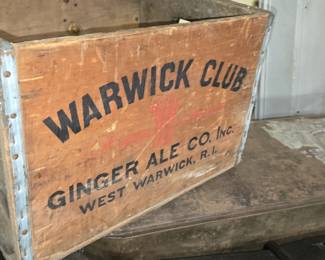 WARWICK CLUB
GINGER ALE CO. INC.
WEST WARWICK, R.I.